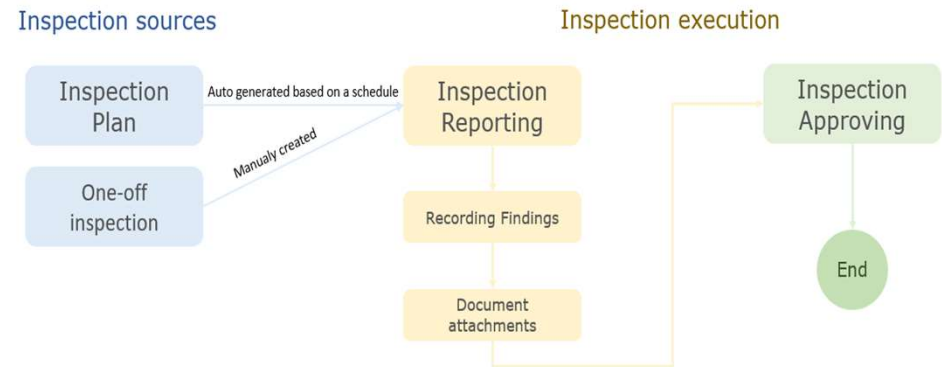 Inspection sources
Inspection execution
Inspection
Plan
Auto generated based on a schedule
Inspection
Reporting
Inspection
Approving
Manualy created
One-off
inspection
Recording Findings
End
Document
attachments